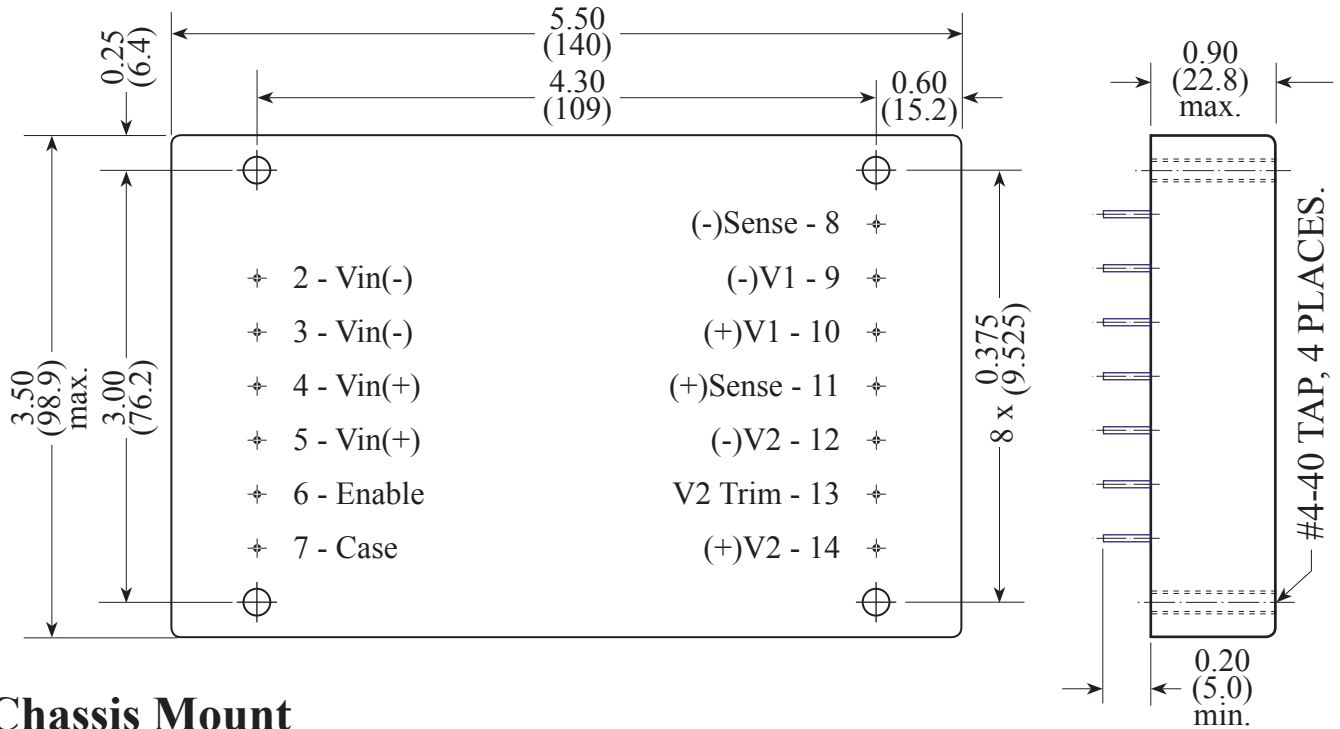 5.50
(140)
0.25
(6.4)
4.30
(109)
0.60
(15.2)
0.90
(22.8)
max.
(-)Sense - 8
2 - Vin(-)
(-)V1 - 9
3 - Vin(-)
(+)V1 - 10
4 - Vin(+)
(+)Sense - 11
5 - Vin(+)
(-)V2 - 12
6 - Enable
V2 Trim - 13
7 - Case
(+)V2 - 14
3.50
(98.9)
max.
3.00
(76.2)
8 x 0.375
(9.525)
#4-40 TAP, 4 PLACES.
0.20
(5.0)
min.
Chassis Mount